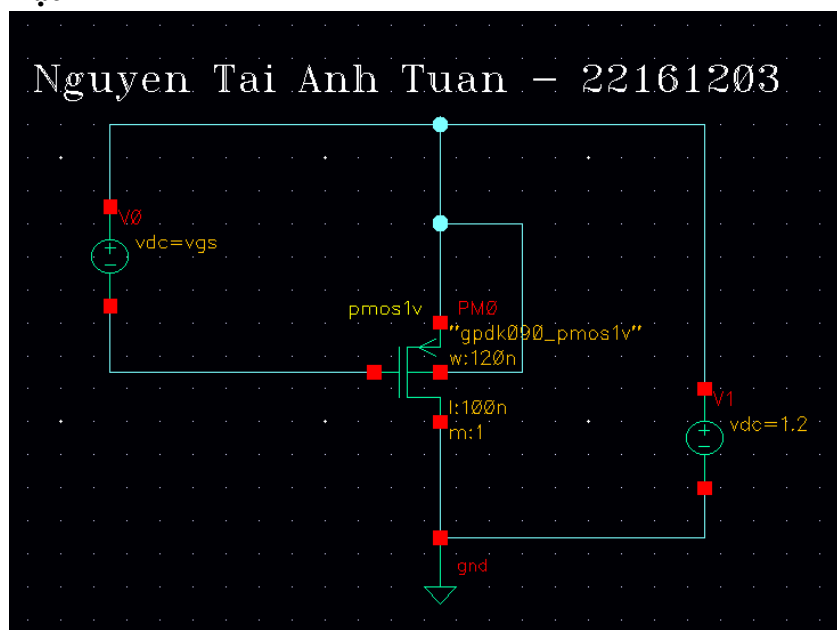 Nguyen Tai Anh Tuan - 22161203
V0
vdc=vgs
pmos1v
PM0
"gpdk090_pmos1v"
w:120n
l:100n
m:1
V1
vdc=1.2
gnd